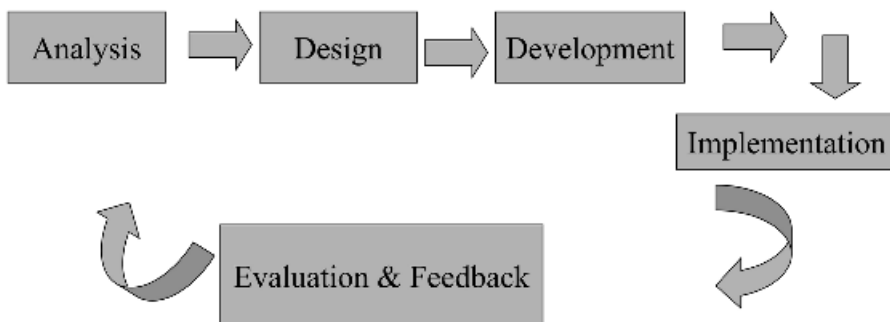 Analysis
Design
Development
Implementation
Evaluation & Feedback